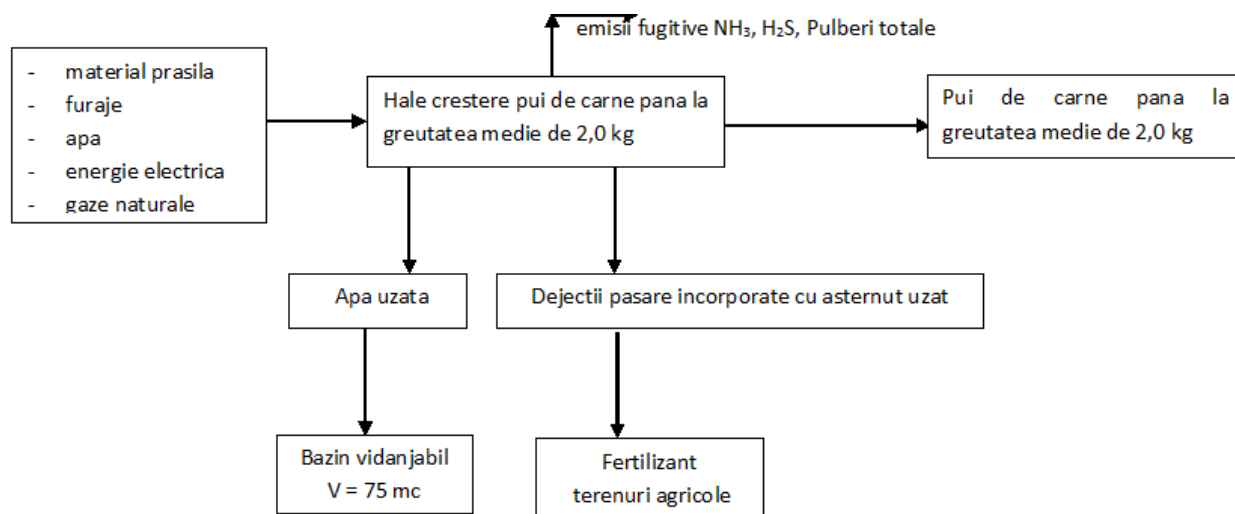 emisii fugitive NH₃, H₂S, Pulberi totale
- material prasila
- furaje
- apa
- energie electrica
- gaze naturale
Hale crestere pui de carne pana la
greutatea medie de 2,0 kg
Pui de carne pana la
greutatea medie de 2,0 kg
Apa uzata
Dejectii pasare incorporate cu asternut uzat
Bazin vidanjabil
V = 75 mc
Fertilizant
terenuri agricole